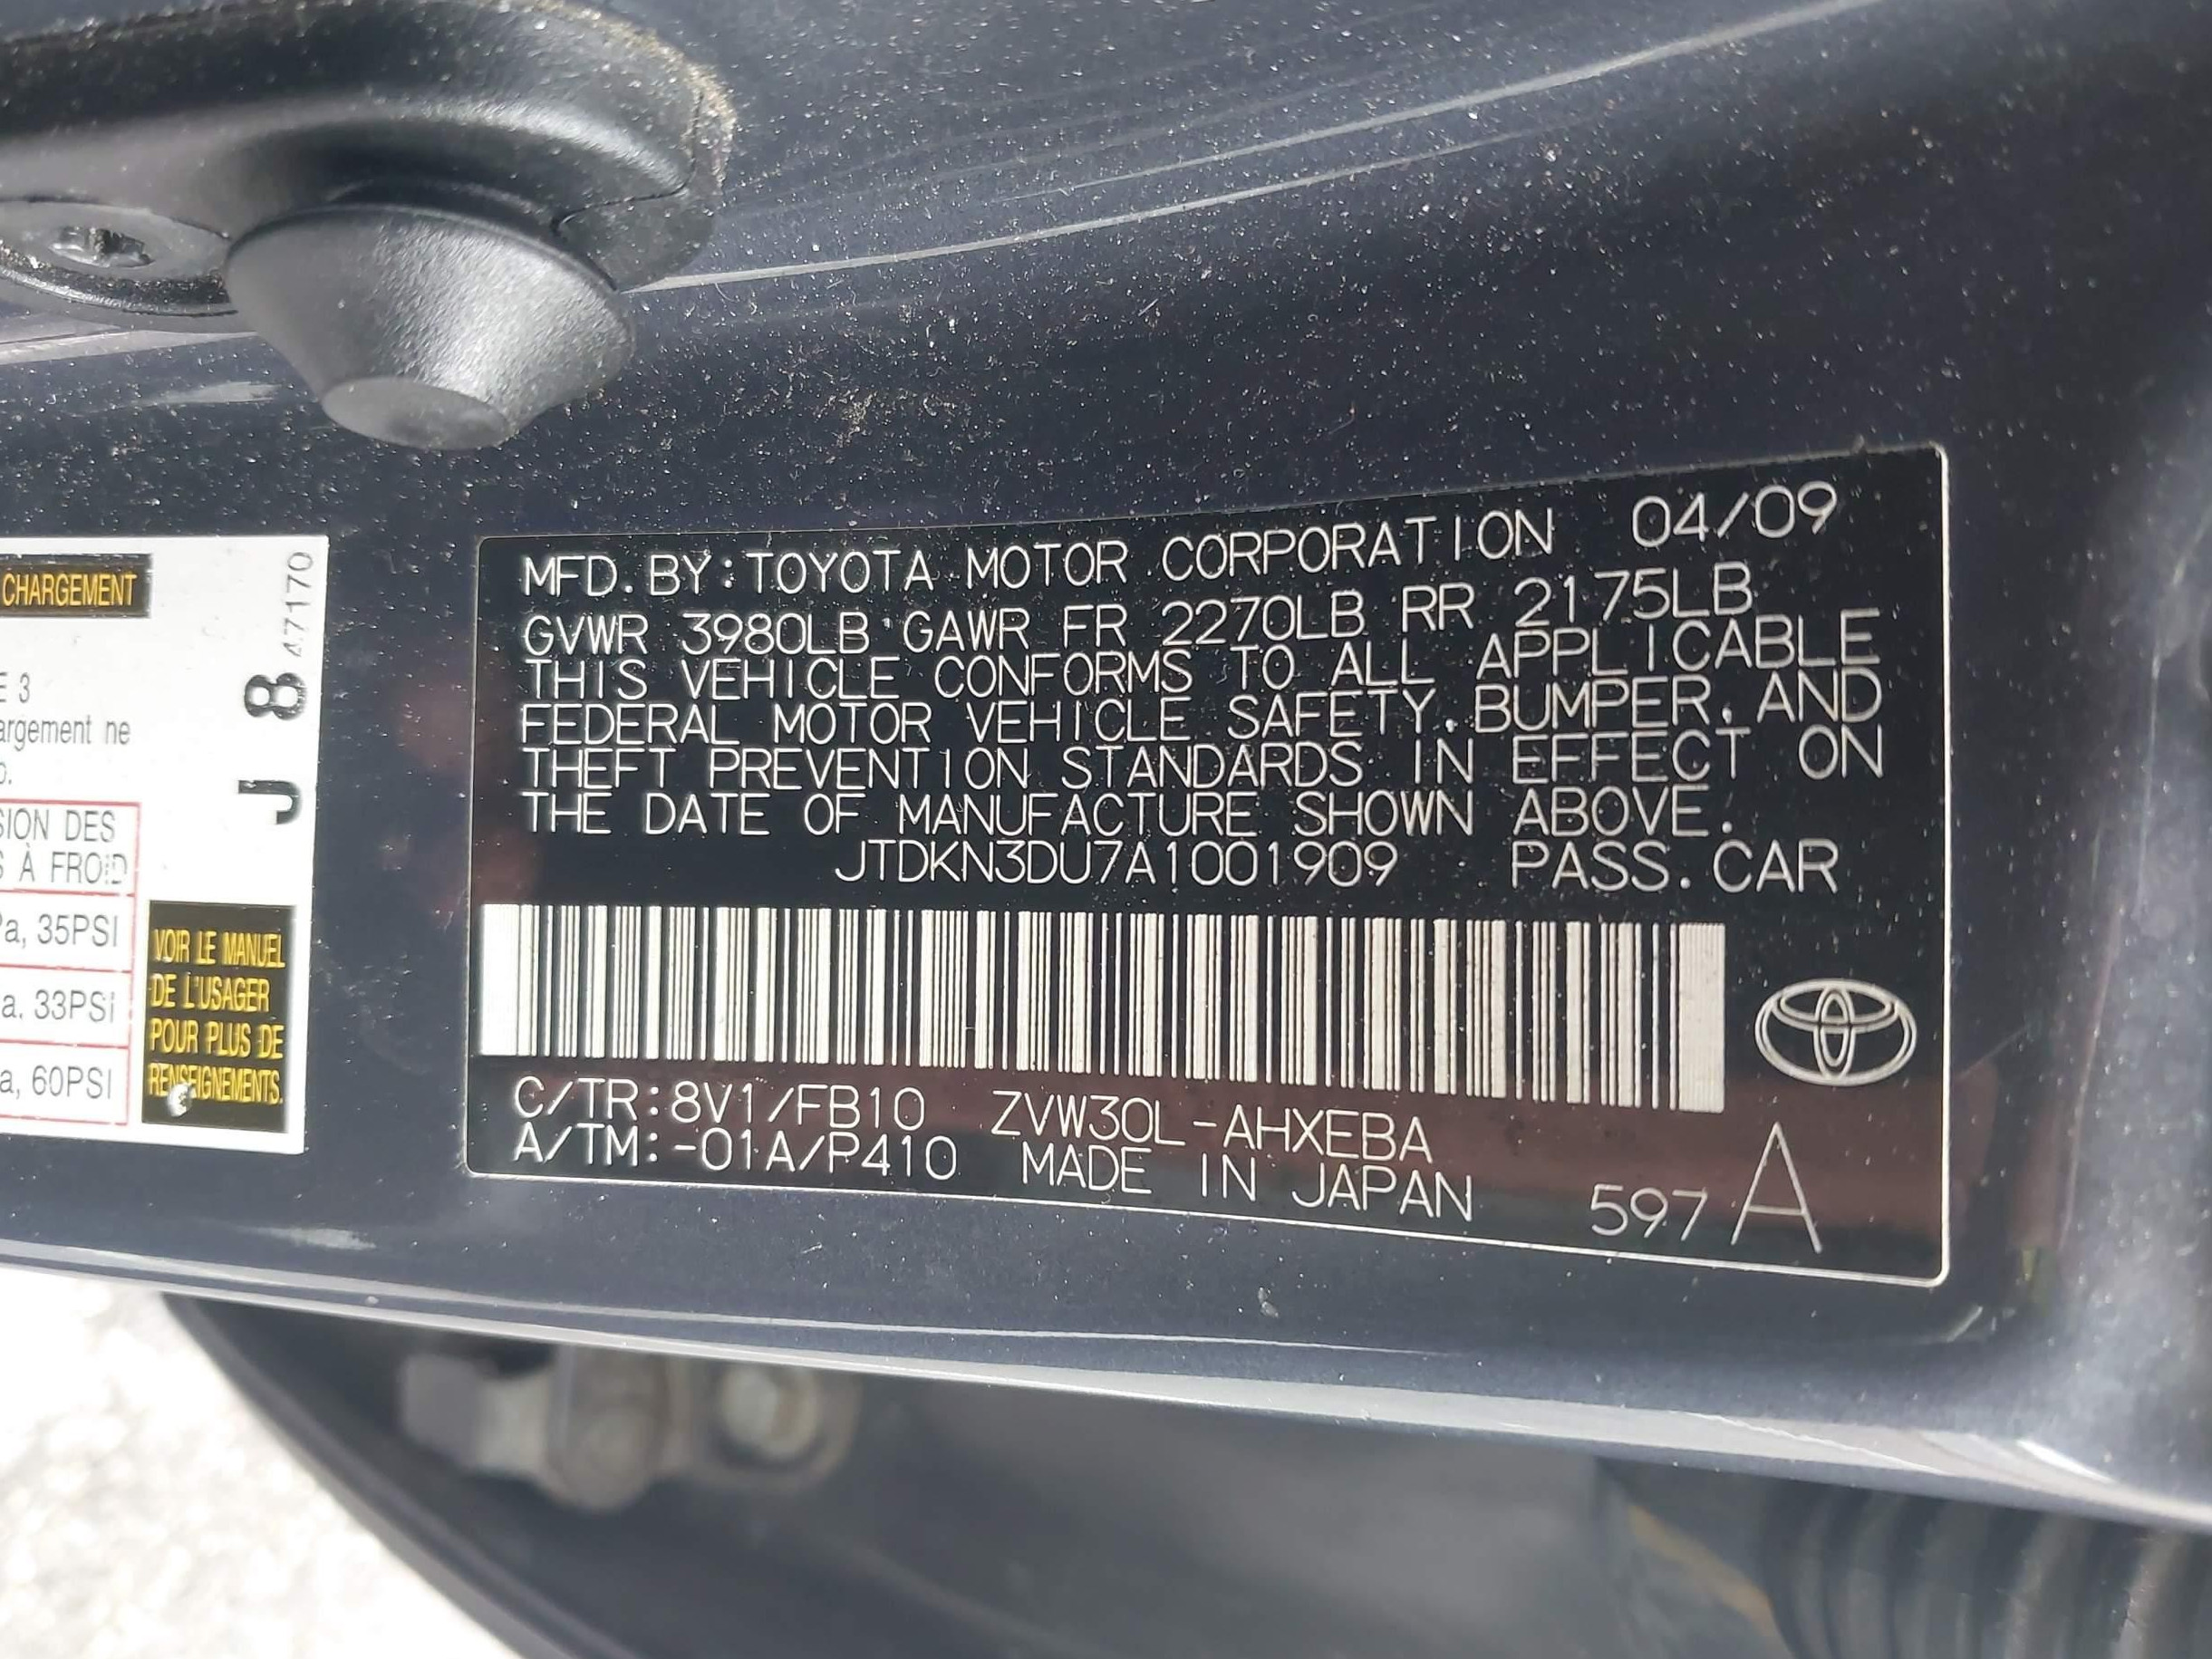 CHARGEMENT
47170
J 8
E 3
argement ne
SION DES
S À FROID
Pa, 35PSI
a, 33PSI
a, 60PSI
VOIR LE MANUEL
DE L'USAGER
POUR PLUS DE
RENSEIGNEMENTS.
MFD. BY: TOYOTA MOTOR CORPORATION 04/09
GVWR 3980LB GAWR FR 2270LB RR 2175LB
THIS VEHICLE CONFORMS TO ALL APPLICABLE
FEDERAL MOTOR VEHICLE SAFETY, BUMPER, AND
THEFT PREVENTION STANDARDS IN EFFECT ON
THE DATE OF MANUFACTURE SHOWN ABOVE.
JTDKN3DU7A1001909 PASS. CAR
C/TR:8V1/FB10 ZVW30L-AHXEBA
A/TM:-01A/P410 MADE IN JAPAN 597 A